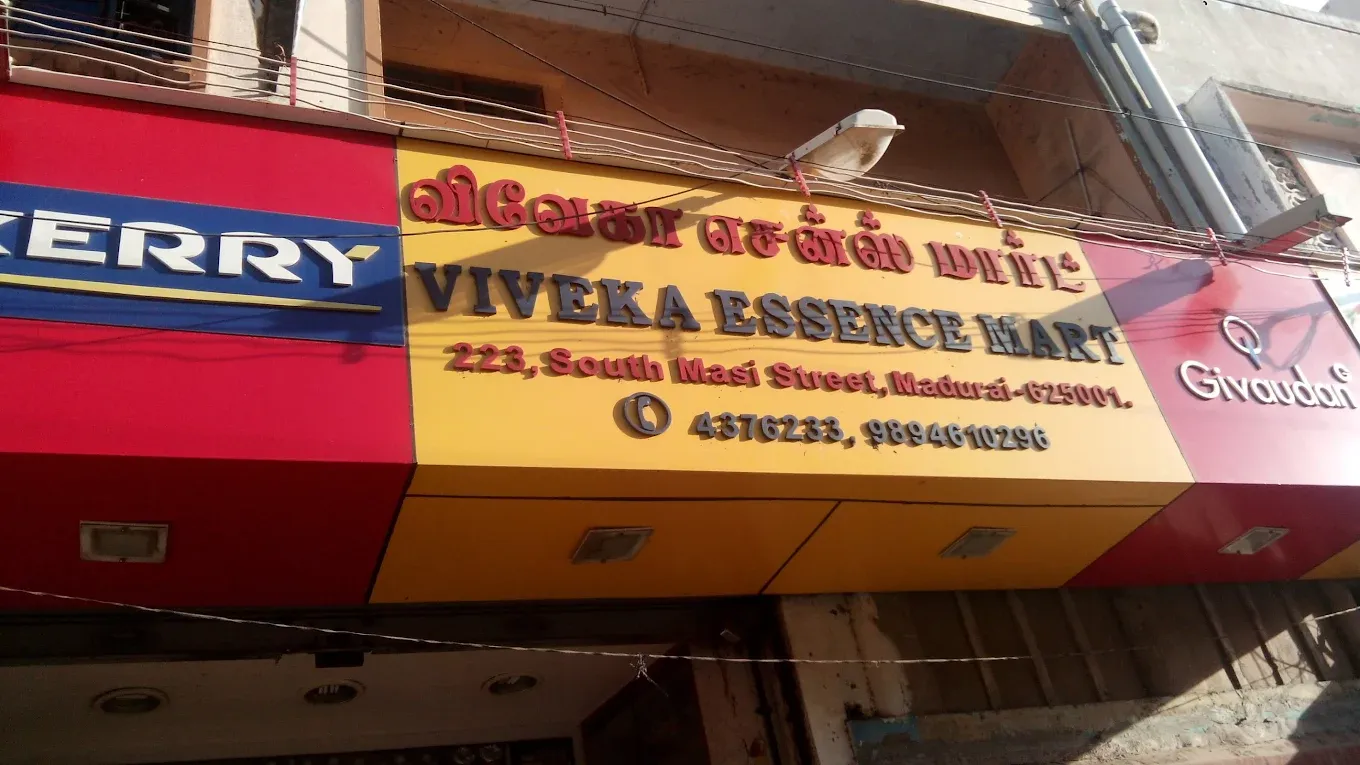 KERRY
விவேகா எசன்ஸ் மார்ட்
VIVEKA ESSENCE MART
223, South Masi Street, Madurai-625001.
4376233, 9894610296
Givaudan